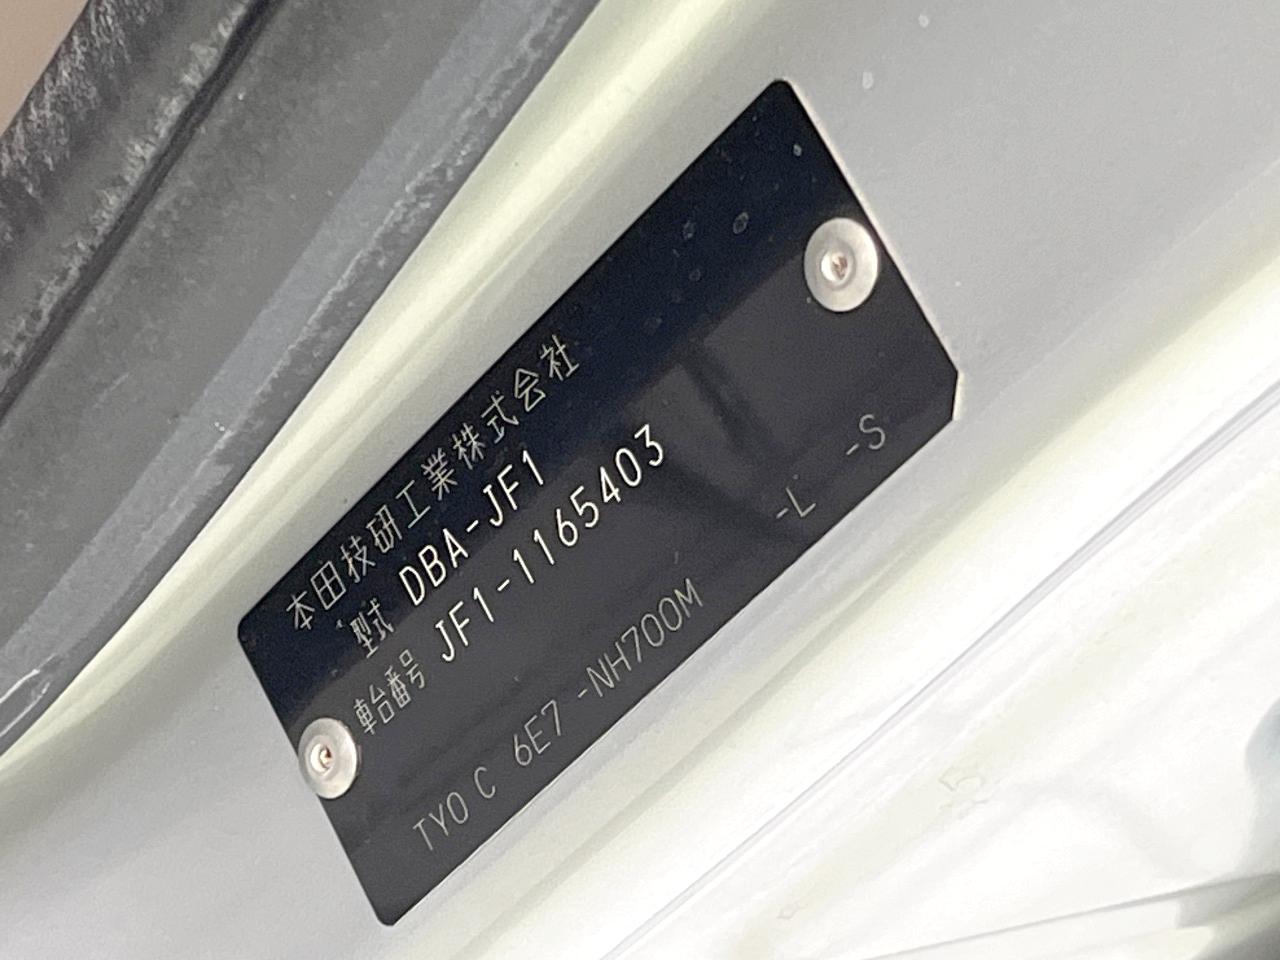 本田技研工業株式会社
型式 DBA-JF1
車台番号 JF1-1165403
TYO C 6E7 -NH700M -L -S